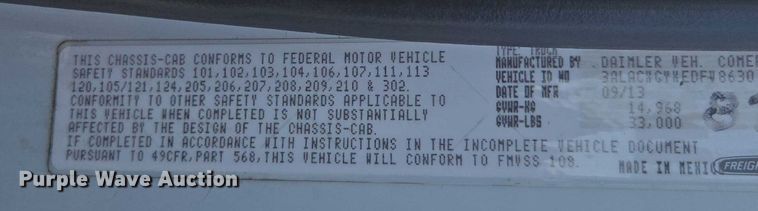 THIS CHASSIS-CAB CONFORMS TO FEDERAL MOTOR VEHICLE
SAFETY STANDARDS 101,102,103,104,106,107,111,113
120,105/121,124,205,206,207,208,209,210 & 302.
CONFORMITY TO OTHER SAFETY STANDARDS APPLICABLE TO
THIS VEHICLE WHEN COMPLETED IS NOT SUBSTANTIALLY
AFFECTED BY THE DESIGN OF THE CHASSIS-CAB.
IF COMPLETED IN ACCORDANCE WITH INSTRUCTIONS IN THE INCOMPLETE VEHICLE DOCUMENT
PURSUANT TO 49CFR,PART 568,THIS VEHICLE WILL CONFORM TO FMVSS 108.
TYPE: TRUCK
MANUFACTURED BY DAIMLER VEH. COME
VEHICLE ID NO
DATE OF MFR 09/13
GVWR-KG 14,968
GVWR-LBS 33,000
MADE IN MEXIC
FREIG
Purple Wave Auction